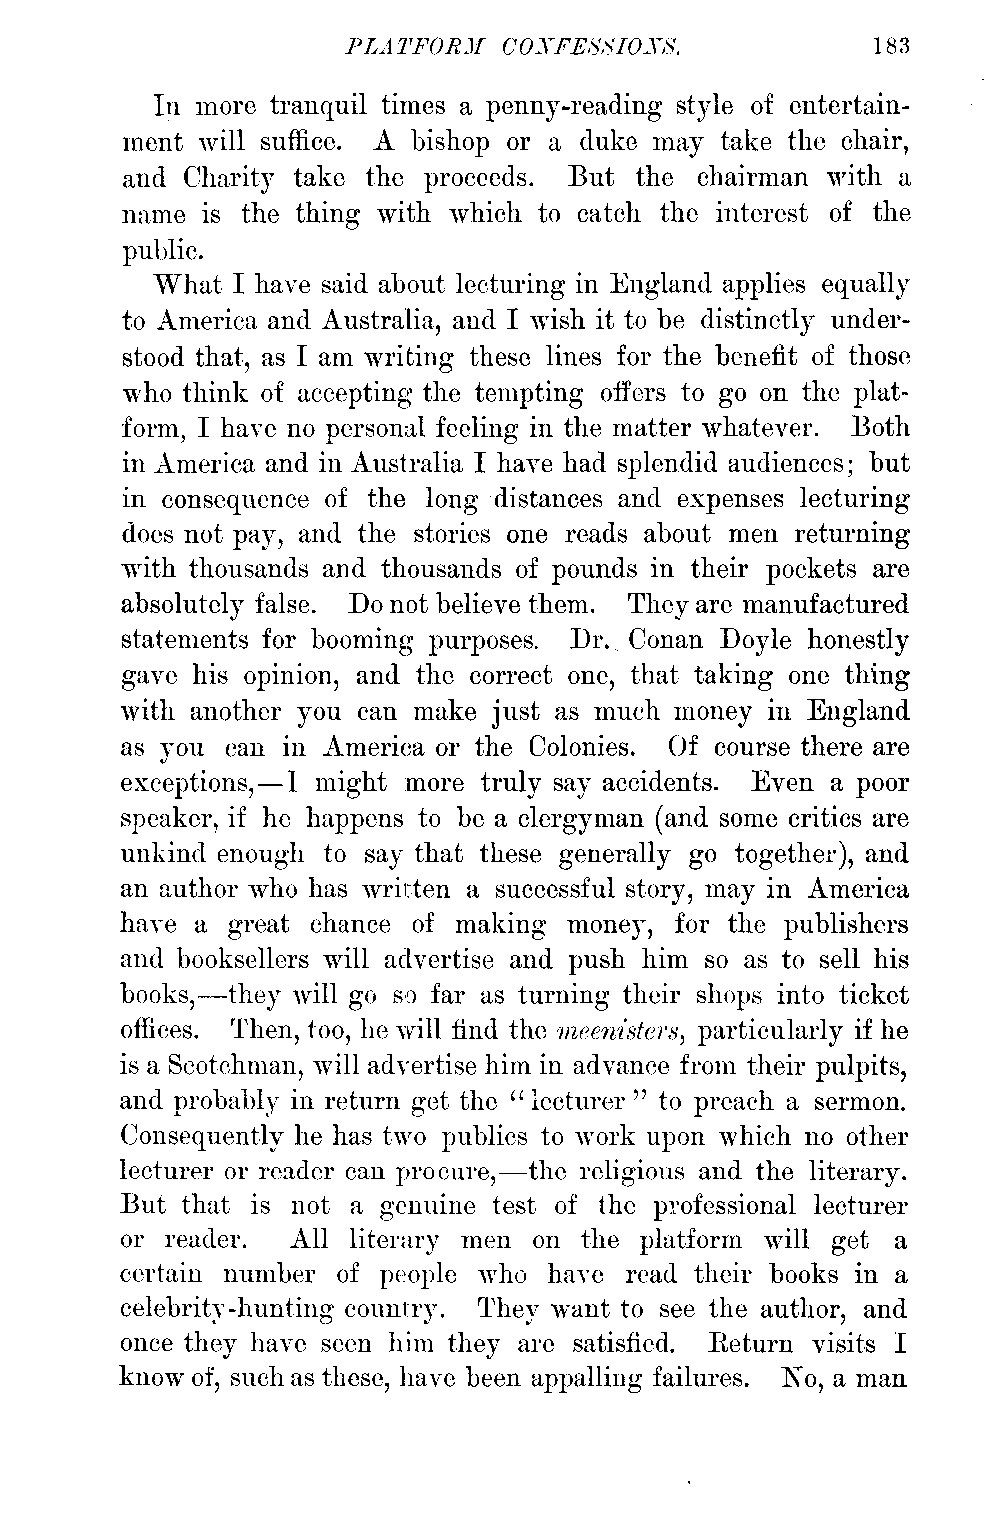 PLATFORM CONFESSIONS. 183
In more tranquil times a penny-reading style of entertain-
ment will suffice. A bishop or a duke may take the chair,
and Charity take the proceeds. But the chairman with a
name is the thing with which to catch the interest of the
public.
What I have said about lecturing in England applies equally
to America and Australia, and I wish it to be distinctly under-
stood that, as I am writing these lines for the benefit of those
who think of accepting the tempting offers to go on the plat-
form, I have no personal feeling in the matter whatever. Both
in America and in Australia I have had splendid audiences; but
in consequence of the long distances and expenses lecturing
does not pay, and the stories one reads about men returning
with thousands and thousands of pounds in their pockets are
absolutely false. Do not believe them. They are manufactured
statements for booming purposes. Dr. Conan Doyle honestly
gave his opinion, and the correct one, that taking one thing
with another you can make just as much money in England
as you can in America or the Colonies. Of course there are
exceptions,—I might more truly say accidents. Even a poor
speaker, if he happens to be a clergyman (and some critics are
unkind enough to say that these generally go together), and
an author who has written a successful story, may in America
have a great chance of making money, for the publishers
and booksellers will advertise and push him so as to sell his
books,—they will go so far as turning their shops into ticket
offices. Then, too, he will find the meenisters, particularly if he
is a Scotchman, will advertise him in advance from their pulpits,
and probably in return get the “lecturer” to preach a sermon.
Consequently he has two publics to work upon which no other
lecturer or reader can procure,—the religious and the literary.
But that is not a genuine test of the professional lecturer
or reader. All literary men on the platform will get a
certain number of people who have read their books in a
celebrity-hunting country. They want to see the author, and
once they have seen him they are satisfied. Return visits I
know of, such as these, have been appalling failures. No, a man